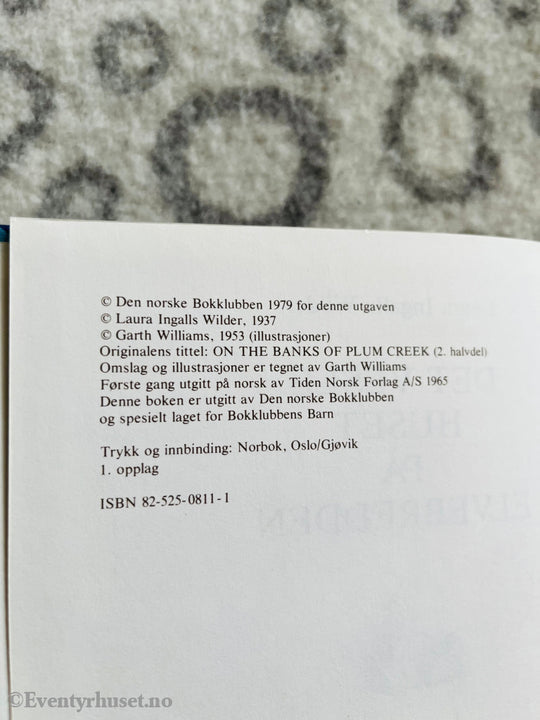 © Den norske Bokklubben 1979 for denne utgaven
© Laura Ingalls Wilder, 1937
© Garth Williams, 1953 (illustrasjoner)
Originalens tittel: ON THE BANKS OF PLUM CREEK (2. halvdel)
Omslag og illustrasjoner er tegnet av Garth Williams
Første gang utgitt på norsk av Tiden Norsk Forlag A/S 1965
Denne boken er utgitt av Den norske Bokklubben
og spesielt laget for Bokklubbens Barn
Trykk og innbinding: Norbok, Oslo/Gjøvik
1. opplag
ISBN 82-525-0811-1
©Eventyrhuset.no